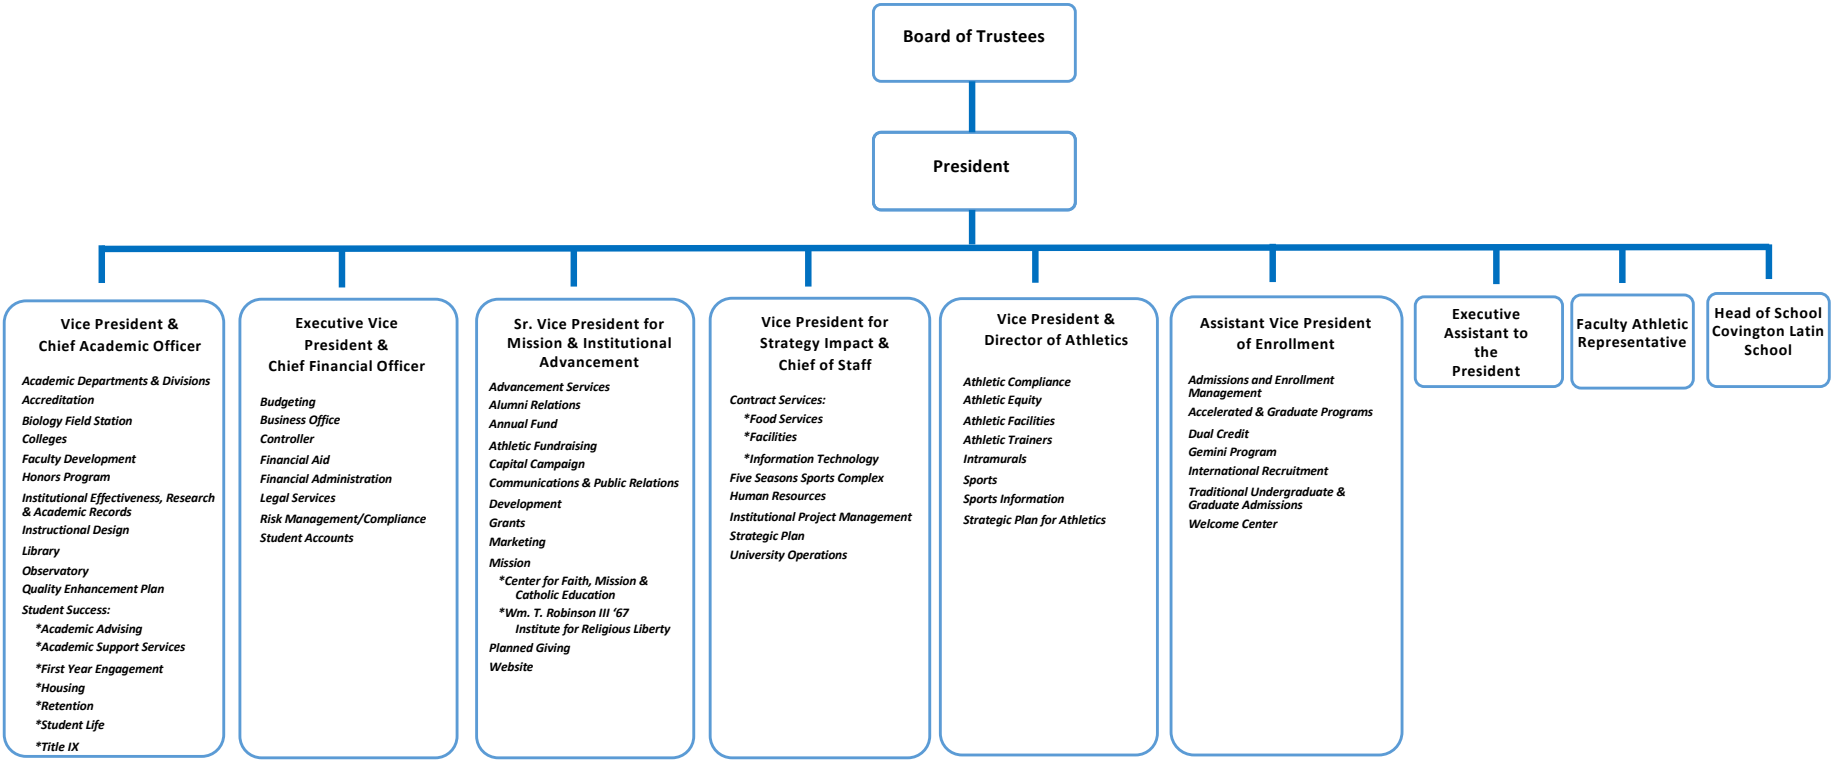 Board of Trustees
President
Vice President &
Chief Academic Officer
Academic Departments & Divisions
Accreditation
Biology Field Station
Colleges
Faculty Development
Honors Program
Institutional Effectiveness, Research
& Academic Records
Instructional Design
Library
Observatory
Quality Enhancement Plan
Student Success:
*Academic Advising
*Academic Support Services
*First Year Engagement
*Housing
*Retention
*Student Life
*Title IX
Executive Vice
President &
Chief Financial Officer
Budgeting
Business Office
Controller
Financial Aid
Financial Administration
Legal Services
Risk Management/Compliance
Student Accounts
Sr. Vice President for
Mission & Institutional
Advancement
Advancement Services
Alumni Relations
Annual Fund
Athletic Fundraising
Capital Campaign
Communications & Public Relations
Development
Grants
Marketing
Mission
*Center for Faith, Mission &
Catholic Education
*Wm. T. Robinson III ‘67
Institute for Religious Liberty
Planned Giving
Website
Vice President for
Strategy Impact &
Chief of Staff
Contract Services:
*Food Services
*Facilities
*Information Technology
Five Seasons Sports Complex
Human Resources
Institutional Project Management
Strategic Plan
University Operations
Vice President &
Director of Athletics
Athletic Compliance
Athletic Equity
Athletic Facilities
Athletic Trainers
Intramurals
Sports
Sports Information
Strategic Plan for Athletics
Assistant Vice President
of Enrollment
Admissions and Enrollment
Management
Accelerated & Graduate Programs
Dual Credit
Gemini Program
International Recruitment
Traditional Undergraduate &
Graduate Admissions
Welcome Center
Executive
Assistant to
the
President
Faculty Athletic
Representative
Head of School
Covington Latin
School